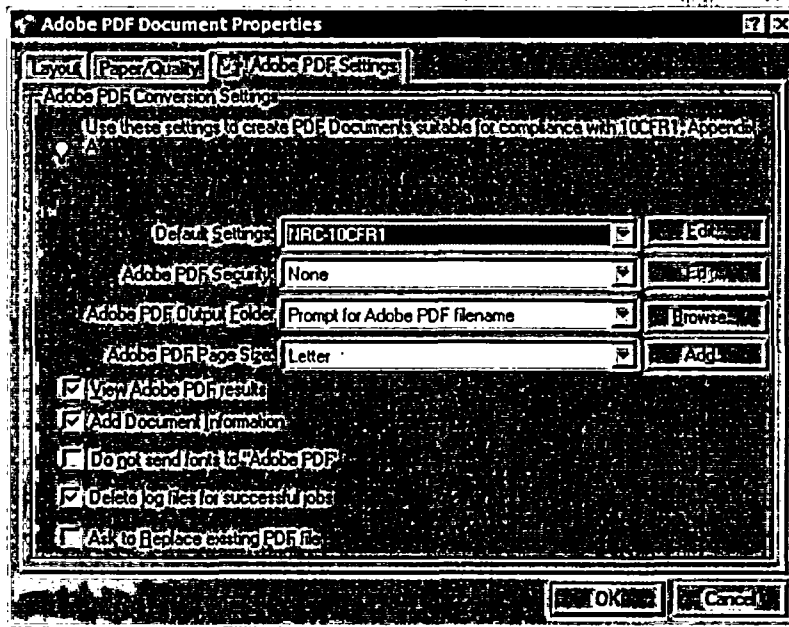 Adobe PDF Document Properties
Layout Paper/Quality Adobe PDF Settings
Adobe PDF Conversion Settings
Use these settings to create PDF Documents suitable for compliance with 10CFR1, Appendix
A
Default Settings: NRC-10CFR1 Edit...
Adobe PDF Security: None Edit...
Adobe PDF Output Folder: Prompt for Adobe PDF filename Browse...
Adobe PDF Page Size: Letter Add...
View Adobe PDF results
Add Document Information
Do not send fonts to "Adobe PDF"
Delete log files for successful jobs
Ask to Replace existing PDF file
OK Cancel